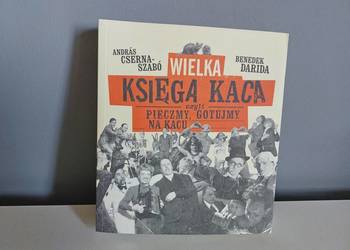 ANDRÁS
CSERNA-
SZABÓ
BENEDEK
DARIDA
WIELKA
KSIĘGA KACA
czyli
PIECZMY, GOTUJMY
NA KACU